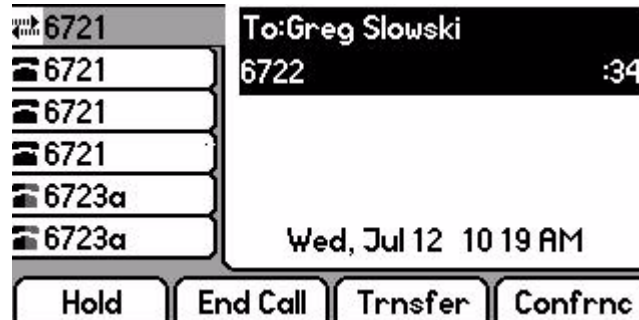 6721
6721
6721
6721
6723a
6723a
To:Greg Slowski
6722 :34
Wed, Jul 12 10 19 AM
Hold End Call Trnsfer Confrnc